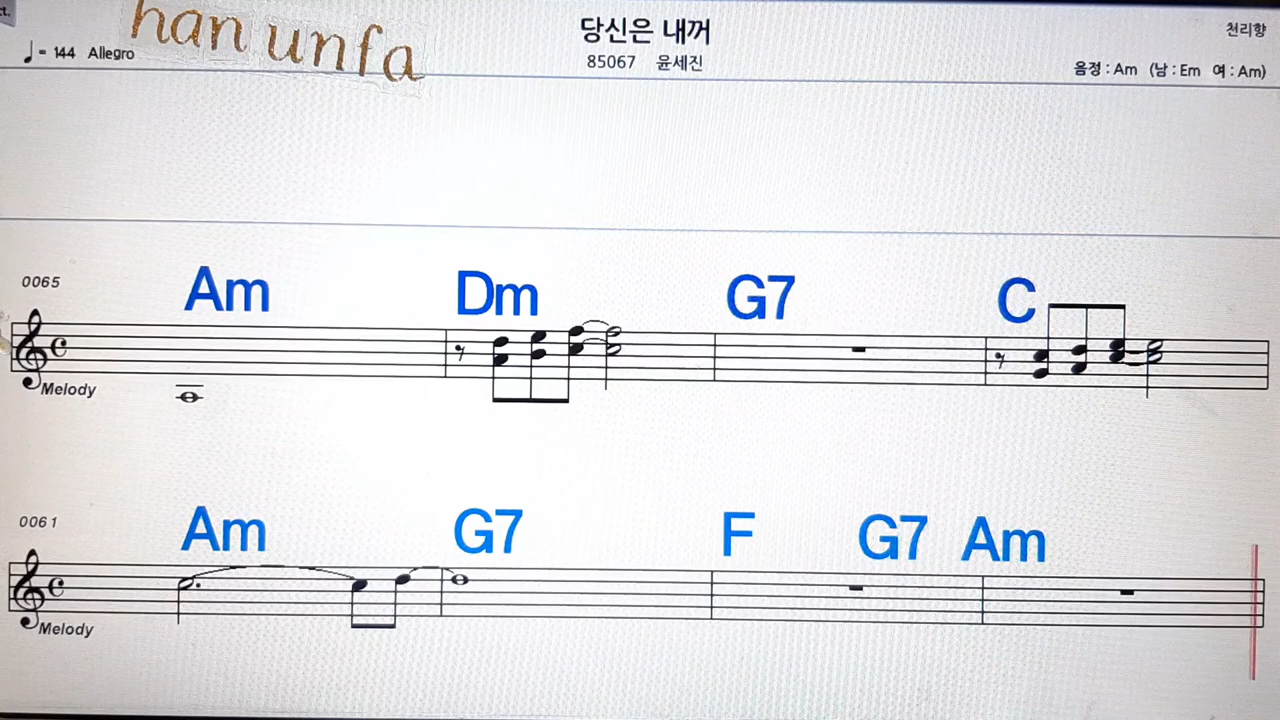 ct.
han unfa
당신은 내꺼
천리향
♩= 144 Allegro
85067 윤세진
음정 : Am (남 : Em 여 : Am)
0065
Am Dm G7 C
Melody
0061
Am G7 F G7 Am
Melody